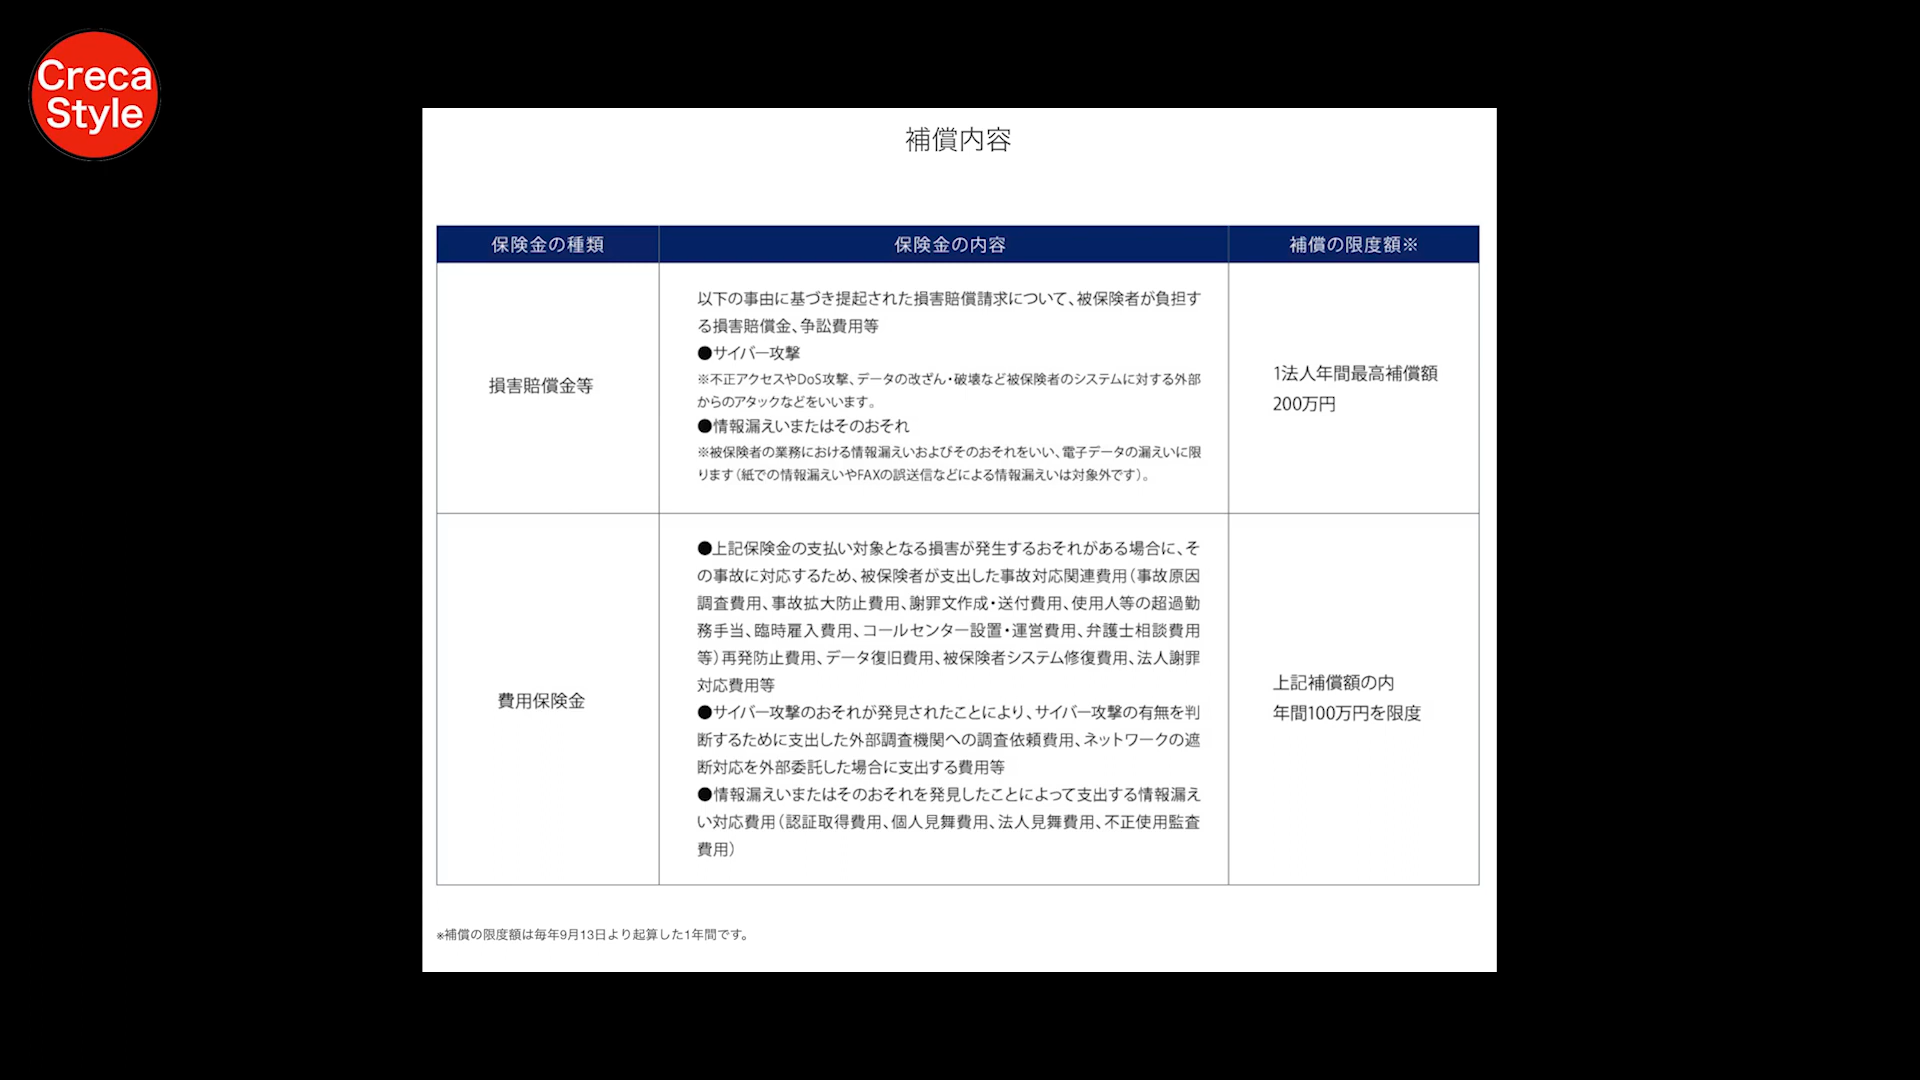 Creca
Style
補償内容
保険金の種類
保険金の内容
補償の限度額※
損害賠償金等
以下の事由に基づき提起された損害賠償請求について、被保険者が負担す
る損害賠償金、争訟費用等
●サイバー攻撃
※不正アクセスやDoS攻撃、データの改ざん・破壊など被保険者のシステムに対する外部
からのアタックなどをいいます。
●情報漏えいまたはそのおそれ
※被保険者の業務における情報漏えいおよびそのおそれをいい、電子データの漏えいに限
ります（紙での情報漏えいやFAXの誤送信などによる情報漏えいは対象外です）。
1法人年間最高補償額
200万円
費用保険金
●上記保険金の支払い対象となる損害が発生するおそれがある場合に、そ
の事故に対応するため、被保険者が支出した事故対応関連費用（事故原因
調査費用、事故拡大防止費用、謝罪文作成・送付費用、使用人等の超過勤
務手当、臨時雇入費用、コールセンター設置・運営費用、弁護士相談費用
等）再発防止費用、データ復旧費用、被保険者システム修復費用、法人謝罪
対応費用等
●サイバー攻撃のおそれが発見されたことにより、サイバー攻撃の有無を判
断するために支出した外部調査機関への調査依頼費用、ネットワークの遮
断対応を外部委託した場合に支出する費用等
●情報漏えいまたはそのおそれを発見したことによって支出する情報漏え
い対応費用（認証取得費用、個人見舞費用、法人見舞費用、不正使用監査
費用）
上記補償額の内
年間100万円を限度
※補償の限度額は毎年9月13日より起算した1年間です。